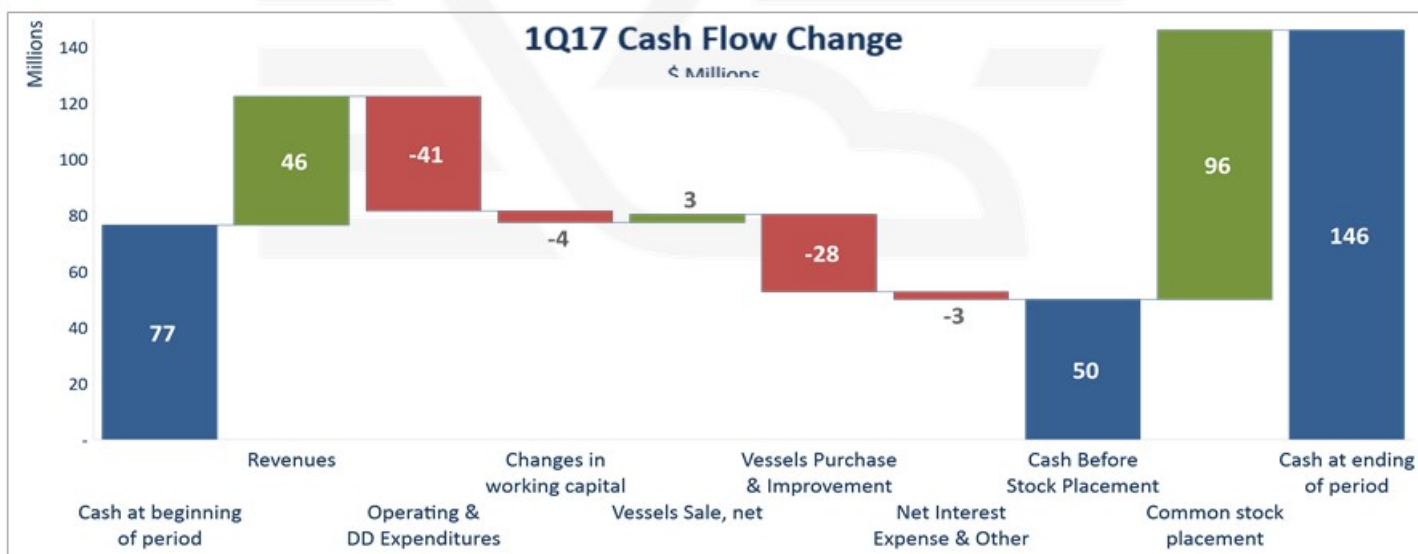 1Q17 Cash Flow Change
$ Millions
Millions
140
120
100
80
60
40
20
-
77
46
-41
-4
3
-28
-3
50
96
146
Cash at beginning
of period
Revenues
Operating &
DD Expenditures
Changes in
working capital
Vessels Sale, net
Vessels Purchase
& Improvement
Net Interest
Expense & Other
Cash Before
Stock Placement
Common stock
placement
Cash at ending
of period